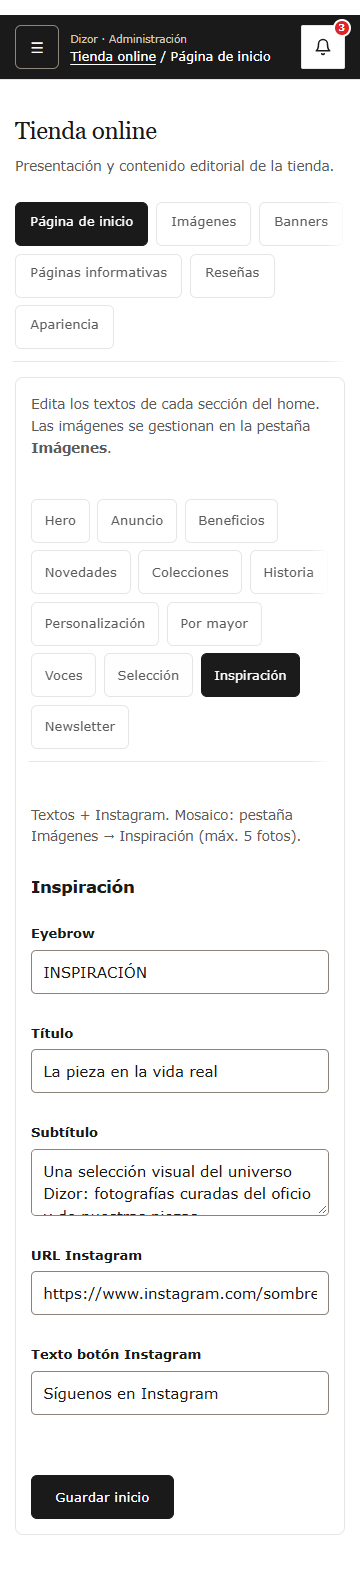 Dizor · Administración
Tienda online / Página de inicio
3
Tienda online
Presentación y contenido editorial de la tienda.
Página de inicio
Imágenes
Banners
Páginas informativas
Reseñas
Apariencia
Edita los textos de cada sección del home.
Las imágenes se gestionan en la pestaña
Imágenes.
Hero
Anuncio
Beneficios
Novedades
Colecciones
Historia
Personalización
Por mayor
Voces
Selección
Inspiración
Newsletter
Textos + Instagram. Mosaico: pestaña
Imágenes → Inspiración (máx. 5 fotos).
Inspiración
Eyebrow
INSPIRACIÓN
Título
La pieza en la vida real
Subtítulo
Una selección visual del universo
Dizor: fotografías curadas del oficio
URL Instagram
https://www.instagram.com/sombre
Texto botón Instagram
Síguenos en Instagram
Guardar inicio